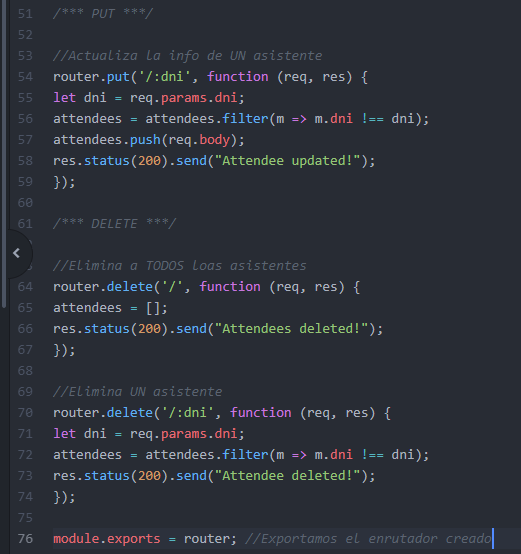 51 /*** PUT ***/
52
53 //Actualiza la info de UN asistente
54 router.put('/:dni', function (req, res) {
55 let dni = req.params.dni;
56 attendees = attendees.filter(m => m.dni !== dni);
57 attendees.push(req.body);
58 res.status(200).send("Attendee updated!");
59 });
60
61 /*** DELETE ***/
3 //Elimina a TODOS loas asistentes
64 router.delete('/', function (req, res) {
65 attendees = [];
66 res.status(200).send("Attendees deleted!");
67 });
68
69 //Elimina UN asistente
70 router.delete('/:dni', function (req, res) {
71 let dni = req.params.dni;
72 attendees = attendees.filter(m => m.dni !== dni);
73 res.status(200).send("Attendee deleted!");
74 });
75
76 module.exports = router; //Exportamos el enrutador creado